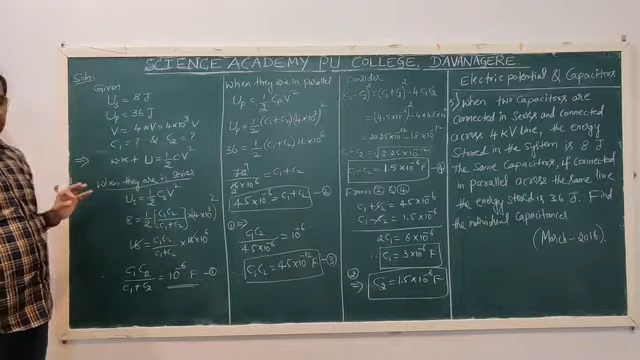 SCIENCE ACADEMY PU COLLEGE, DAVANAGERE.
Soln:
Given
Us = 8 J
Up = 36 J
V = 4 kV = 4×10³ V
C₁ = ? & C₂ = ?
⇒ W.K.T U = ½ CV²
When they are in series
Us = ½ CsV²
8 = ½ [C₁C₂ / C₁+C₂] × (4×10³)²
16 = C₁C₂ / C₁+C₂ × 16×10⁶
C₁C₂ / C₁+C₂ = 10⁻⁶ F —①
When they are in parallel
Up = ½ CpV²
Up = ½ (C₁+C₂) (4×10³)²
36 = ½ (C₁+C₂) 16×10⁶
72 / 16×10⁶ = C₁+C₂
4.5×10⁻⁶ = C₁+C₂ —②
① ⇒
C₁C₂ / 4.5×10⁻⁶ = 10⁻⁶
C₁C₂ = 4.5×10⁻¹² F —③
Consider
(C₁-C₂)² = (C₁+C₂)² - 4C₁C₂
= (4.5×10⁻⁶)² - 4×4.5×10⁻¹²
= 20.25×10⁻¹² - 18×10⁻¹²
C₁-C₂ = √2.25×10⁻¹²
C₁-C₂ = 1.5×10⁻⁶ F —④
From ② & ④
C₁+C₂ = 4.5×10⁻⁶
C₁-C₂ = 1.5×10⁻⁶
2C₁ = 6×10⁻⁶
C₁ = 3×10⁻⁶ F
② ⇒ C₂ = 1.5×10⁻⁶ F
Electric potential & Capacitors
When two capacitors are
connected in Series and connected
across 4 kV line, the energy
Stored in the system is 8 J.
The same capacitors, if connected
in parallel across the same line
the energy stored is 36 J. Find
the individual capacitances
(March-2016)